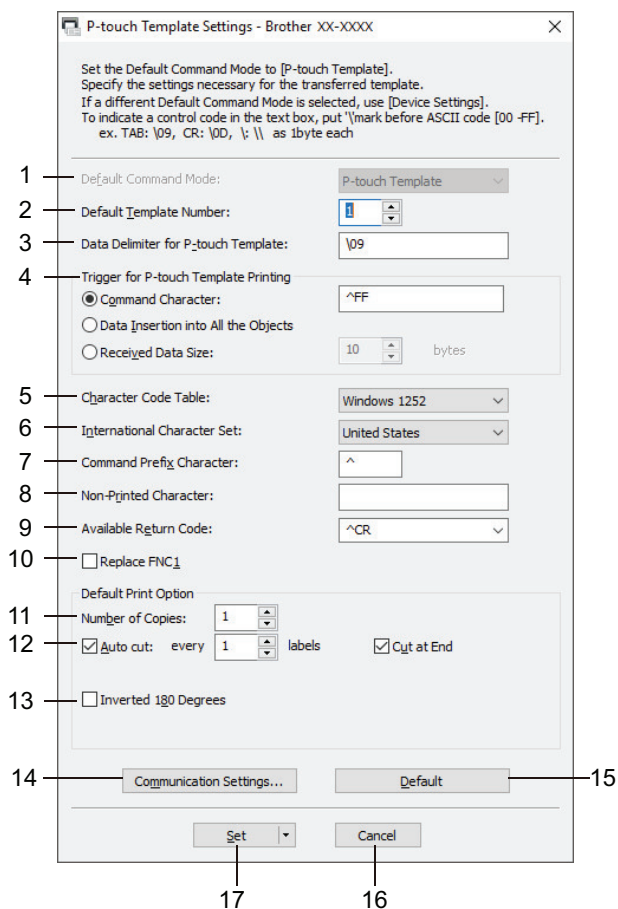 P-touch Template Settings - Brother XX-XXXX
Set the Default Command Mode to [P-touch Template].
Specify the settings necessary for the transferred template.
If a different Default Command Mode is selected, use [Device Settings].
To indicate a control code in the text box, put '\'mark before ASCII code [00 -FF].
ex. TAB: \09, CR: \0D, \: \\ as 1byte each
1 Default Command Mode: P-touch Template
2 Default Template Number: 1
3 Data Delimiter for P-touch Template: \09
4 Trigger for P-touch Template Printing
Command Character: ^FF
Data Insertion into All the Objects
Received Data Size: 10 bytes
5 Character Code Table: Windows 1252
6 International Character Set: United States
7 Command Prefix Character: ^
8 Non-Printed Character:
9 Available Return Code: ^CR
10 Replace FNC1
Default Print Option
11 Number of Copies: 1
12 Auto cut: every 1 labels Cut at End
13 Inverted 180 Degrees
14 Communication Settings... Default 15
Set Cancel
17 16